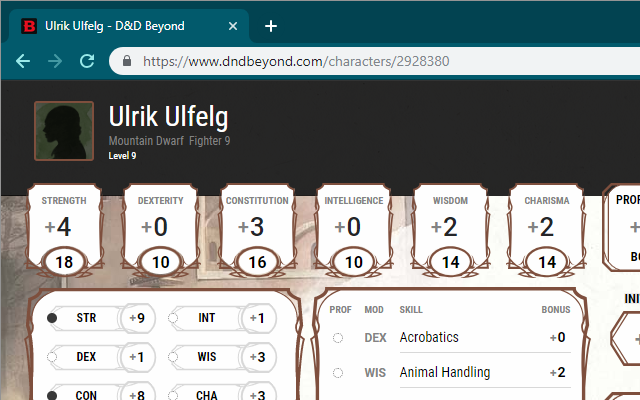 B Ulrik Ulfelg - D&D Beyond
https://www.dndbeyond.com/characters/2928380
Ulrik Ulfelg
Mountain Dwarf Fighter 9
Level 9
STRENGTH DEXTERITY CONSTITUTION INTELLIGENCE WISDOM CHARISMA
+4 +0 +3 +0 +2 +2
18 10 16 10 14 14
STR +9 INT +1
DEX +1 WIS +3
CON +8 CHA +3
PROF MOD SKILL BONUS
DEX Acrobatics +0
WIS Animal Handling +2